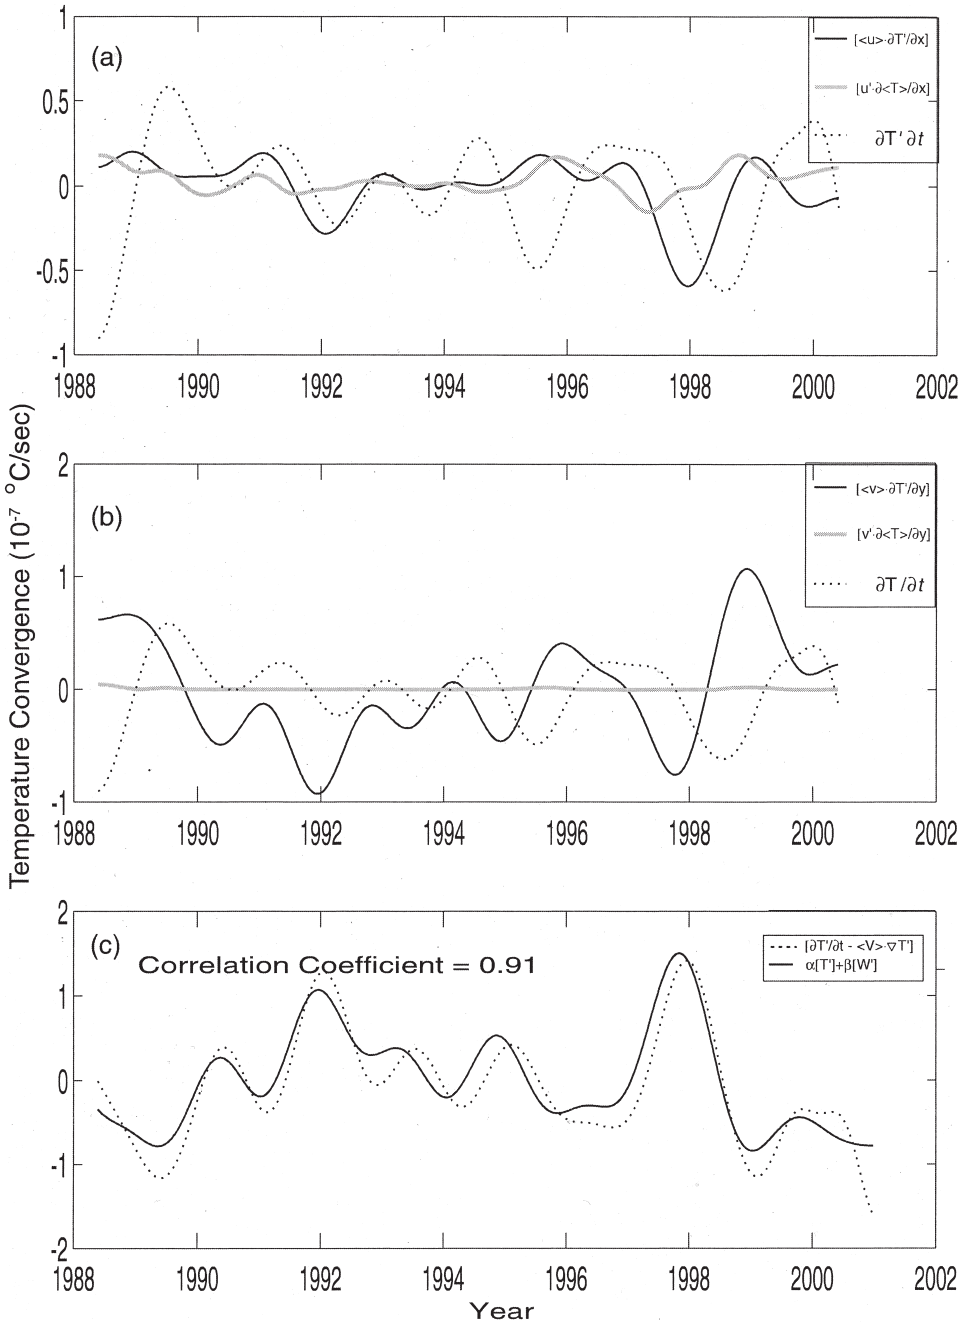 1
(a)
[<u>·∂T'/∂x]
[u'·∂<T>/∂x]
∂T' ∂t
0.5
0
-0.5
-1
1988 1990 1992 1994 1996 1998 2000 2002
Temperature Convergence (10⁻⁷ °C/sec)
2
(b)
[<v>·∂T'/∂y]
[v'·∂<T>/∂y]
∂T /∂t
1
0
-1
1988 1990 1992 1994 1996 1998 2000 2002
2
(c)
Correlation Coefficient = 0.91
[∂T'/∂t - <V>·▽T']
α[T']+β[W']
1
0
-1
-2
1988 1990 1992 1994 1996 1998 2000 2002
Year